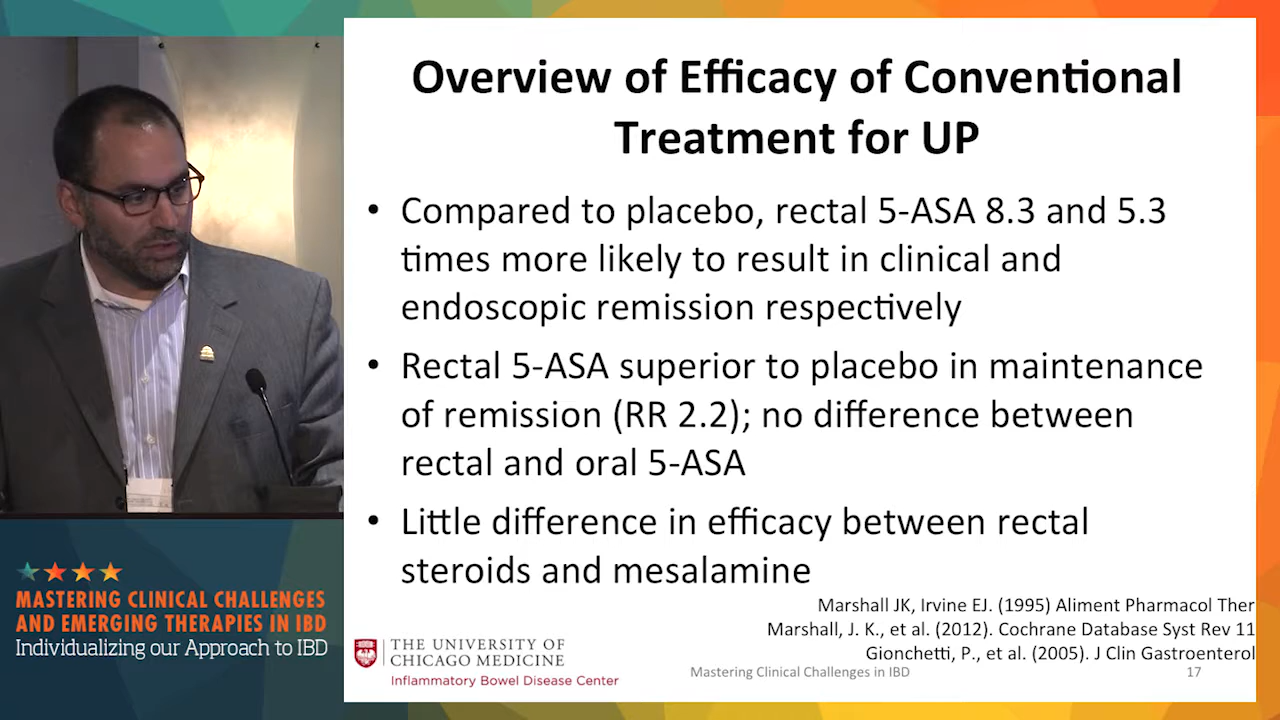 Overview of Efficacy of Conventional
Treatment for UP
• Compared to placebo, rectal 5-ASA 8.3 and 5.3
times more likely to result in clinical and
endoscopic remission respectively
• Rectal 5-ASA superior to placebo in maintenance
of remission (RR 2.2); no difference between
rectal and oral 5-ASA
• Little difference in efficacy between rectal
steroids and mesalamine
Marshall JK, Irvine EJ. (1995) Aliment Pharmacol Ther
Marshall, J. K., et al. (2012). Cochrane Database Syst Rev 11
Gionchetti, P., et al. (2005). J Clin Gastroenterol
THE UNIVERSITY OF
CHICAGO MEDICINE
Inflammatory Bowel Disease Center
Mastering Clinical Challenges in IBD
17
MASTERING CLINICAL CHALLENGES
AND EMERGING THERAPIES IN IBD
Individualizing our Approach to IBD